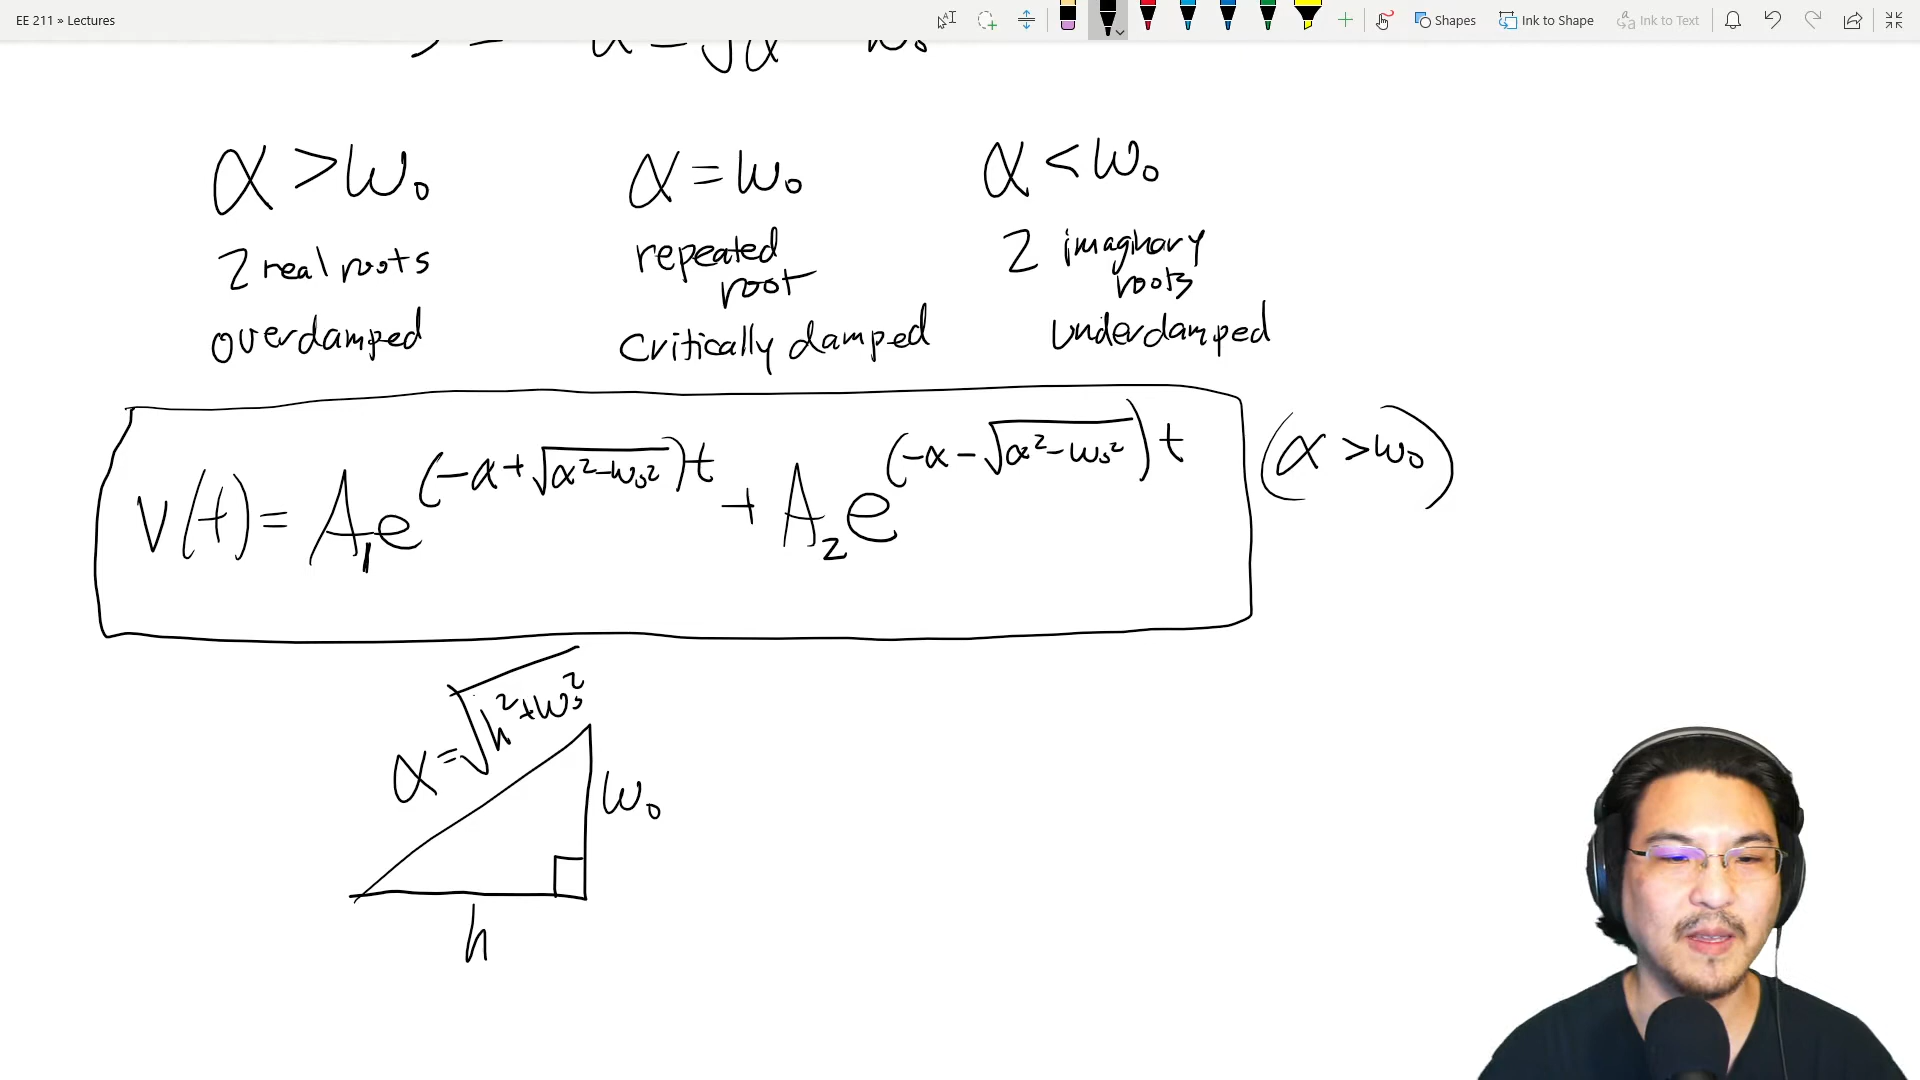 EE 211 » Lectures
Shapes
Ink to Shape
Ink to Text
α > ω₀
2 real roots
overdamped
α = ω₀
repeated
root
critically damped
α < ω₀
2 imaginary
roots
underdamped
v(t) = A₁e^(-α+√(α²-ω₀²))t + A₂e^(-α-√(α²-ω₀²))t (α > ω₀)
α = √(h²+ω₀²)
ω₀
h